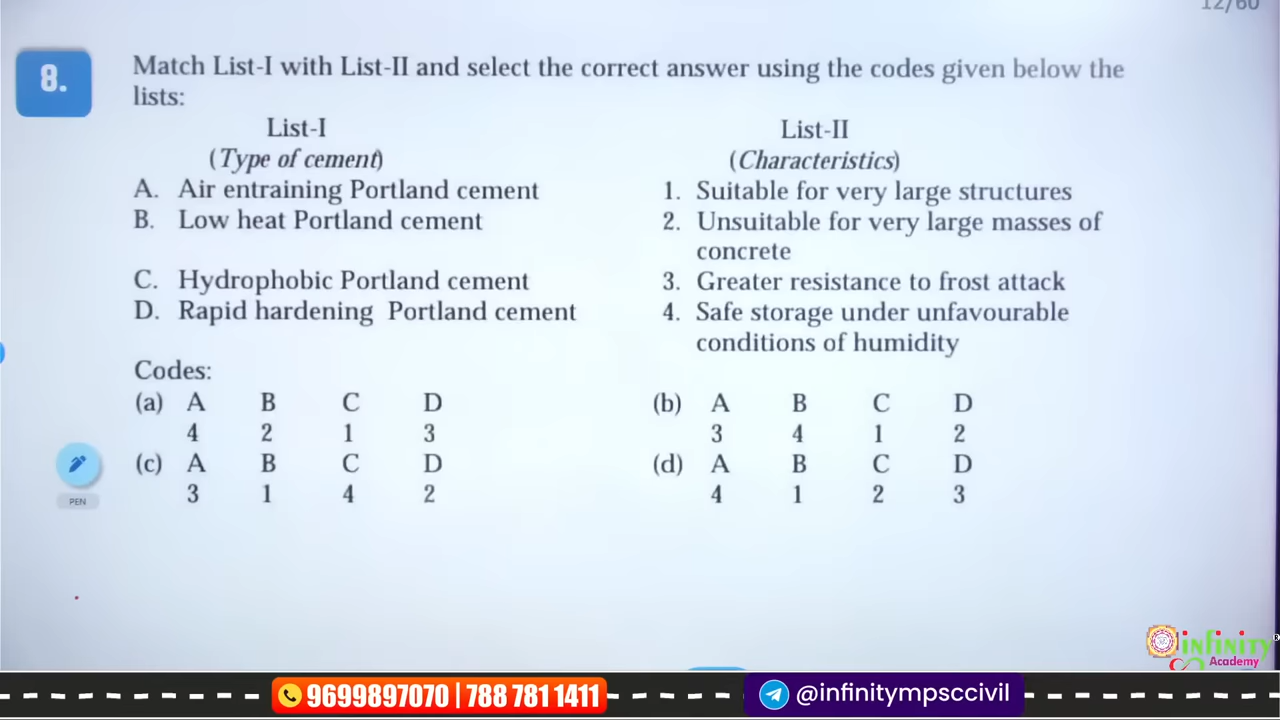 12/60
8.
Match List-I with List-II and select the correct answer using the codes given below the
lists:
List-I
(Type of cement)
A. Air entraining Portland cement
B. Low heat Portland cement
C. Hydrophobic Portland cement
D. Rapid hardening Portland cement
List-II
(Characteristics)
1. Suitable for very large structures
2. Unsuitable for very large masses of
concrete
3. Greater resistance to frost attack
4. Safe storage under unfavourable
conditions of humidity
Codes:
(a) A B C D
4 2 1 3
(b) A B C D
3 4 1 2
(c) A B C D
3 1 4 2
(d) A B C D
4 1 2 3
PEN
infinity®
Academy
9699897070 | 788 781 1411
@infinitympsccivil